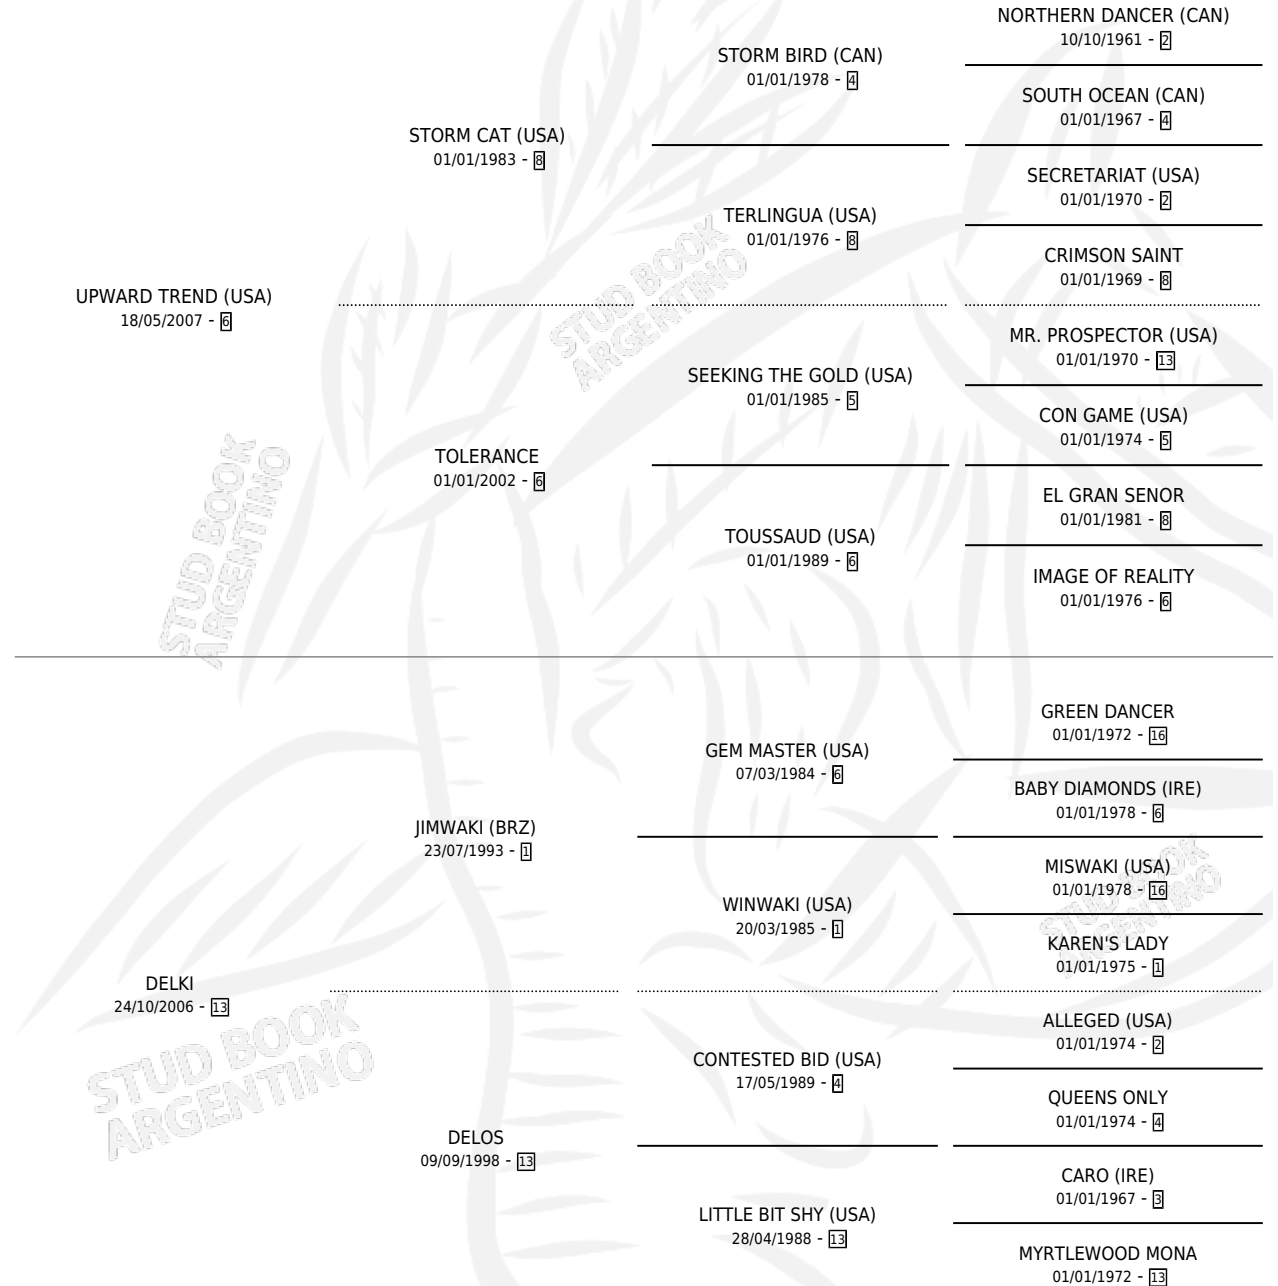 NORTHERN DANCER (CAN)
10/10/1961 - 2
STORM BIRD (CAN)
01/01/1978 - 4
SOUTH OCEAN (CAN)
01/01/1967 - 4
STORM CAT (USA)
01/01/1983 - 8
SECRETARIAT (USA)
01/01/1970 - 2
TERLINGUA (USA)
01/01/1976 - 8
CRIMSON SAINT
01/01/1969 - 8
UPWARD TREND (USA)
18/05/2007 - 6
STUD BOOK
ARGENTINO
MR. PROSPECTOR (USA)
01/01/1970 - 13
SEEKING THE GOLD (USA)
01/01/1985 - 5
CON GAME (USA)
01/01/1974 - 5
TOLERANCE
01/01/2002 - 6
EL GRAN SENOR
01/01/1981 - 8
TOUSSAUD (USA)
01/01/1989 - 6
IMAGE OF REALITY
01/01/1976 - 6
STUD BOOK
ARGENTINO
GREEN DANCER
01/01/1972 - 16
GEM MASTER (USA)
07/03/1984 - 6
BABY DIAMONDS (IRE)
01/01/1978 - 6
JIMWAKI (BRZ)
23/07/1993 - 1
MISWAKI (USA)
01/01/1978 - 16
WINWAKI (USA)
20/03/1985 - 1
STUD BOOK
ARGENTINO
KAREN'S LADY
01/01/1975 - 1
DELKI
24/10/2006 - 13
ALLEGED (USA)
01/01/1974 - 2
CONTESTED BID (USA)
17/05/1989 - 4
QUEENS ONLY
01/01/1974 - 4
STUD BOOK
ARGENTINO
DELOS
09/09/1998 - 13
CARO (IRE)
01/01/1967 - 3
LITTLE BIT SHY (USA)
28/04/1988 - 13
MYRTLEWOOD MONA
01/01/1972 - 13